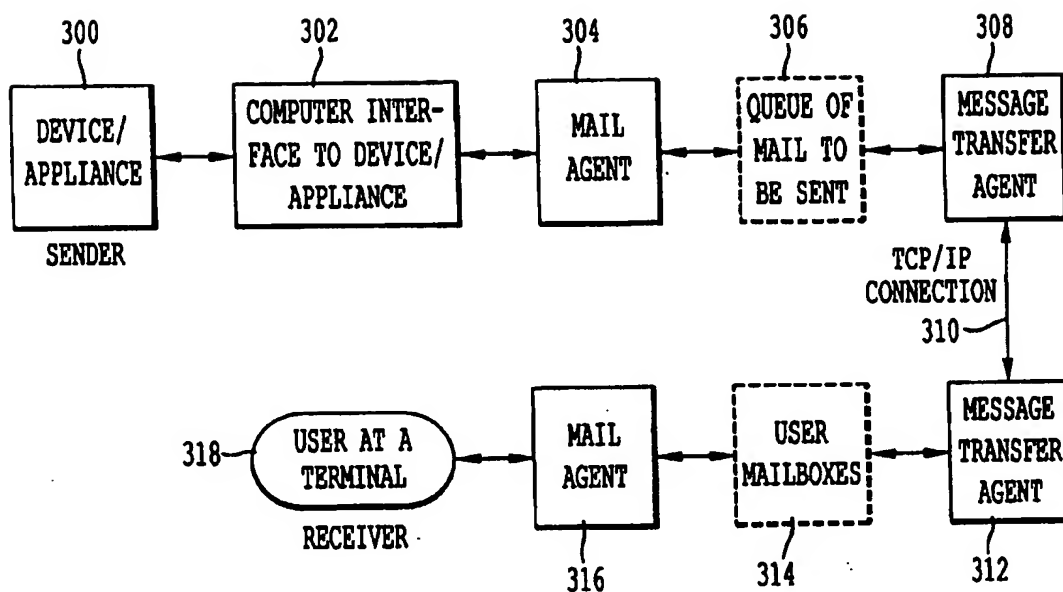 300
302
304
306
308
DEVICE/
APPLIANCE
COMPUTER INTER-
FACE TO DEVICE/
APPLIANCE
MAIL
AGENT
QUEUE OF
MAIL TO
BE SENT
MESSAGE
TRANSFER
AGENT
SENDER
TCP/IP
CONNECTION
310
318
USER AT A
TERMINAL
MAIL
AGENT
USER
MAILBOXES
MESSAGE
TRANSFER
AGENT
RECEIVER
316
314
312